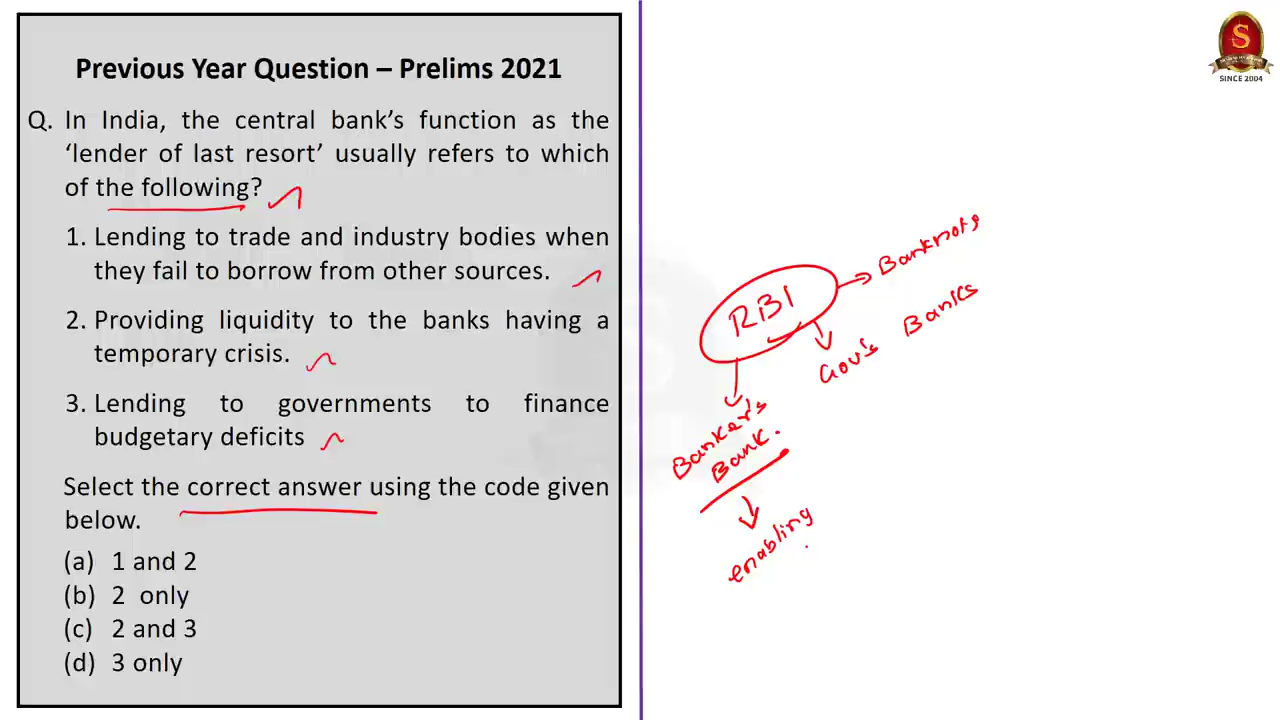 Previous Year Question – Prelims 2021
Q. In India, the central bank’s function as the
‘lender of last resort’ usually refers to which
of the following?
1. Lending to trade and industry bodies when
they fail to borrow from other sources.
2. Providing liquidity to the banks having a
temporary crisis.
3. Lending to governments to finance
budgetary deficits
Select the correct answer using the code given
below.
(a) 1 and 2
(b) 2 only
(c) 2 and 3
(d) 3 only
S
SINCE 2004
RBI
Banknote
Gov's Banks
Banker's
Bank.
enabling